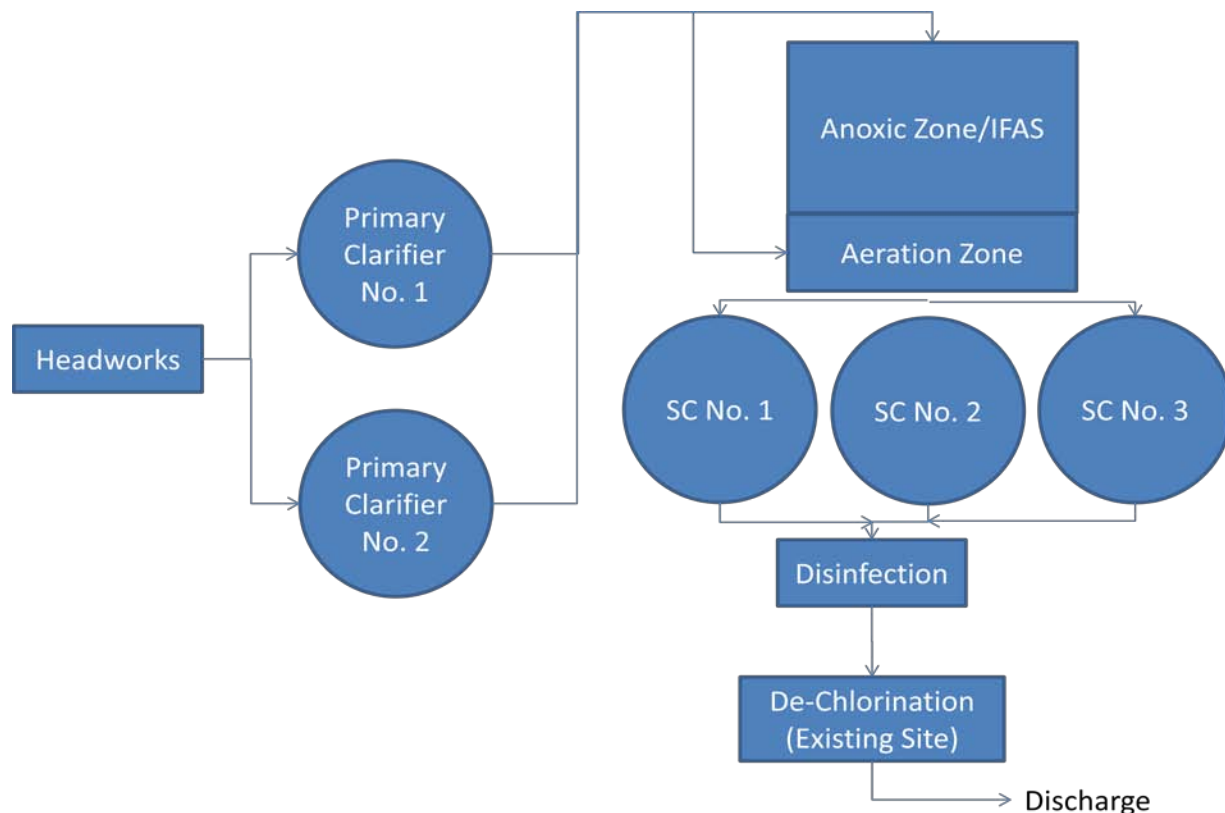 Headworks
Primary
Clarifier
No. 1
Primary
Clarifier
No. 2
Anoxic Zone/IFAS
Aeration Zone
SC No. 1
SC No. 2
SC No. 3
Disinfection
De-Chlorination
(Existing Site)
Discharge